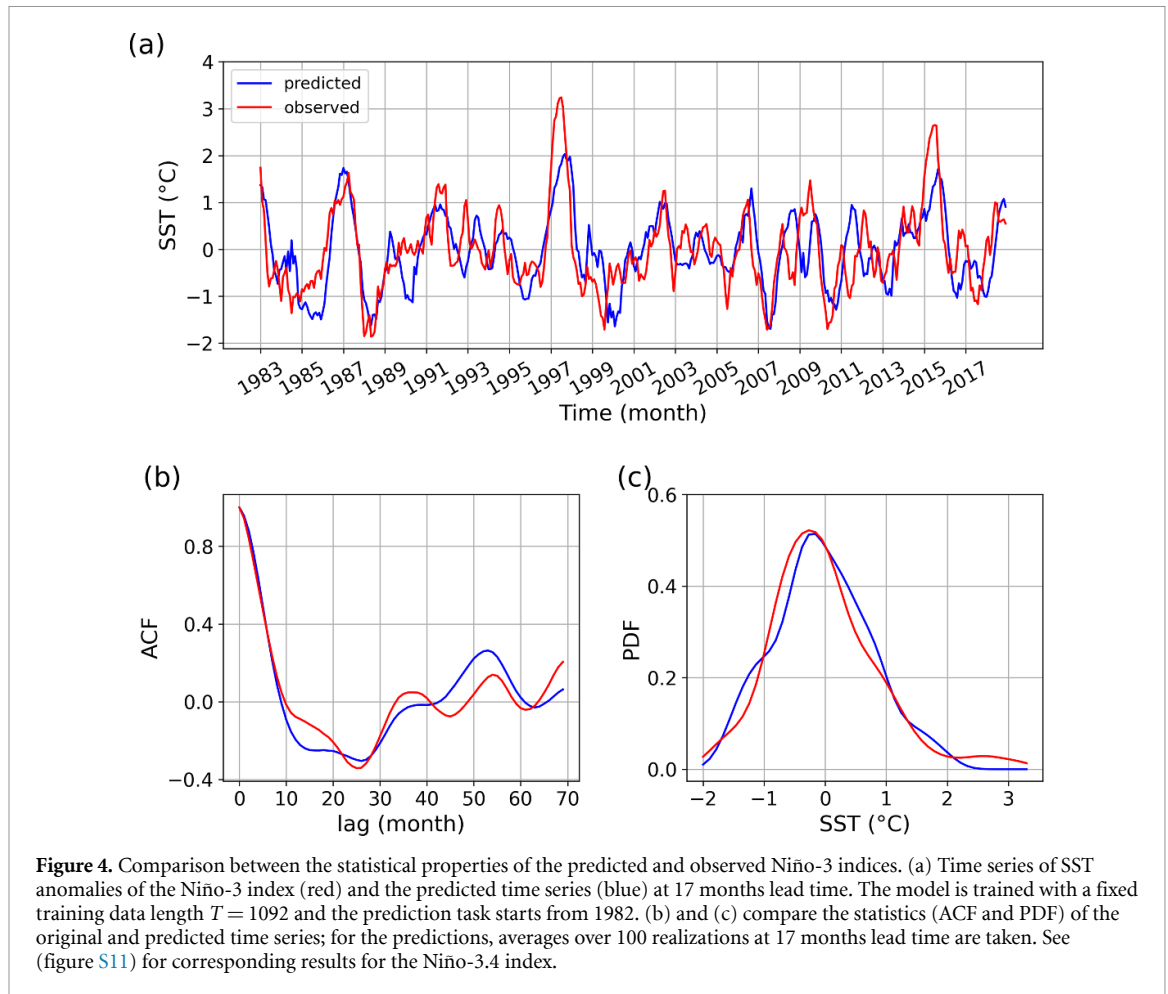 (a)
4
3
2
1
0
−1
−2
SST (°C)
predicted
observed
1983
1985
1987
1989
1991
1993
1995
1997
1999
2001
2003
2005
2007
2009
2011
2013
2015
2017
Time (month)
(b)
0.8
0.4
0.0
−0.4
ACF
0 10 20 30 40 50 60 70
lag (month)
(c)
0.6
0.4
0.2
0.0
PDF
−2 −1 0 1 2 3
SST (°C)
Figure 4. Comparison between the statistical properties of the predicted and observed Niño-3 indices. (a) Time series of SST
anomalies of the Niño-3 index (red) and the predicted time series (blue) at 17 months lead time. The model is trained with a fixed
training data length T = 1092 and the prediction task starts from 1982. (b) and (c) compare the statistics (ACF and PDF) of the
original and predicted time series; for the predictions, averages over 100 realizations at 17 months lead time are taken. See
(figure S11) for corresponding results for the Niño-3.4 index.